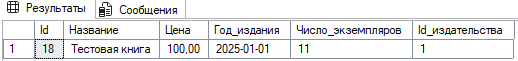 Результаты Сообщения
Id Название Цена Год_издания Число_экземпляров Id_издательства
1 18 Тестовая книга 100,00 2025-01-01 11 1